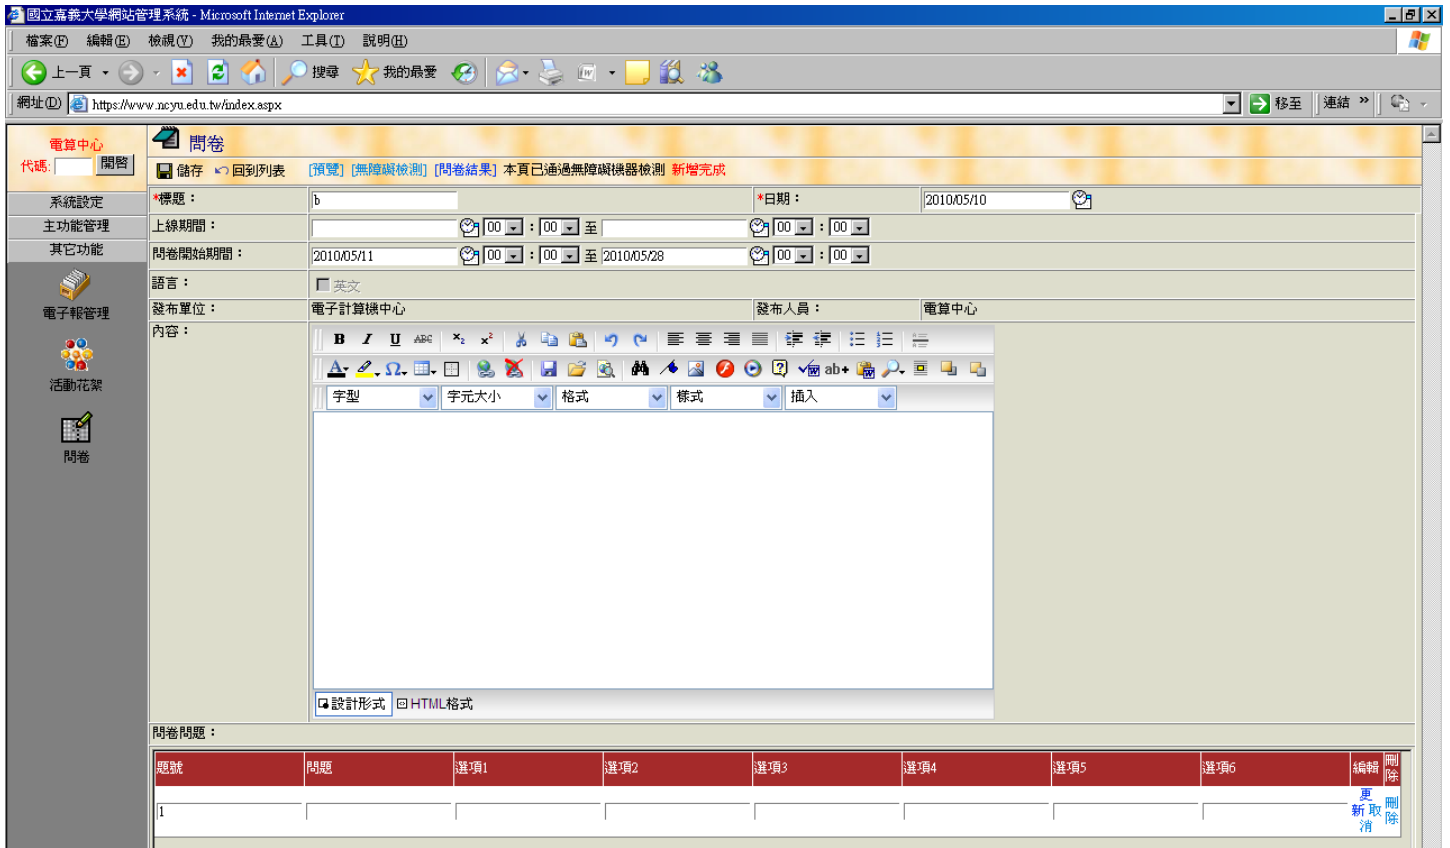 國立嘉義大學網站管理系統 - Microsoft Internet Explorer
檔案(F) 編輯(E) 檢視(V) 我的最愛(A) 工具(T) 說明(H)
上一頁 搜尋 我的最愛
網址(D) https://www.ncyu.edu.tw/index.aspx 移至 連結 »
電算中心
代碼: 開啓
系統設定
主功能管理
其它功能
電子報管理
活動花絮
問卷
問卷
儲存 回到列表 [預覽] [無障礙檢測] [問卷結果] 本頁已通過無障礙機器檢測 新增完成
*標題： b *日期： 2010/05/10
上線期間： 00 : 00 至 00 : 00
問卷開始期間： 2010/05/11 00 : 00 至 2010/05/28 00 : 00
語言： 英文
發布單位： 電子計算機中心 發布人員： 電算中心
內容：
B I U ABC x₂ x²
A Ω ab+
字型 字元大小 格式 樣式 插入
設計形式 HTML格式
問卷問題：
題號 問題 選項1 選項2 選項3 選項4 選項5 選項6 編輯 刪除
1 更新 取消 刪除